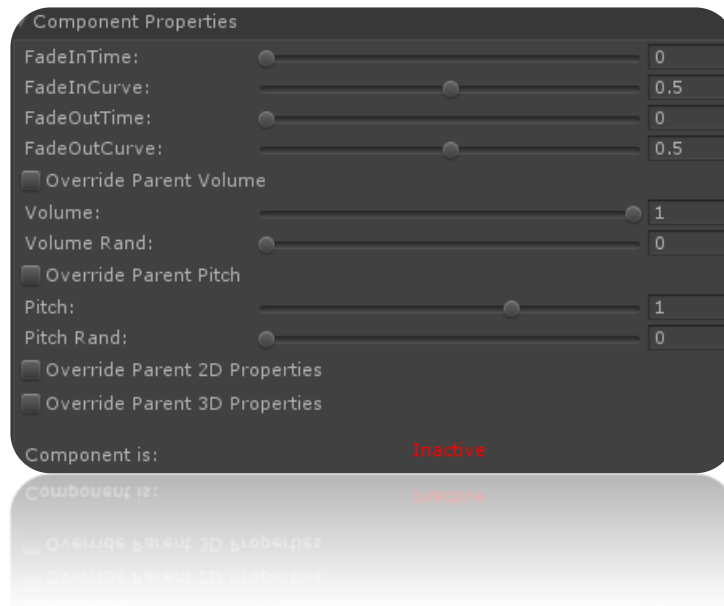 Component Properties
FadeInTime: 0
FadeInCurve: 0.5
FadeOutTime: 0
FadeOutCurve: 0.5
Override Parent Volume
Volume: 1
Volume Rand: 0
Override Parent Pitch
Pitch: 1
Pitch Rand: 0
Override Parent 2D Properties
Override Parent 3D Properties
Component is: Inactive